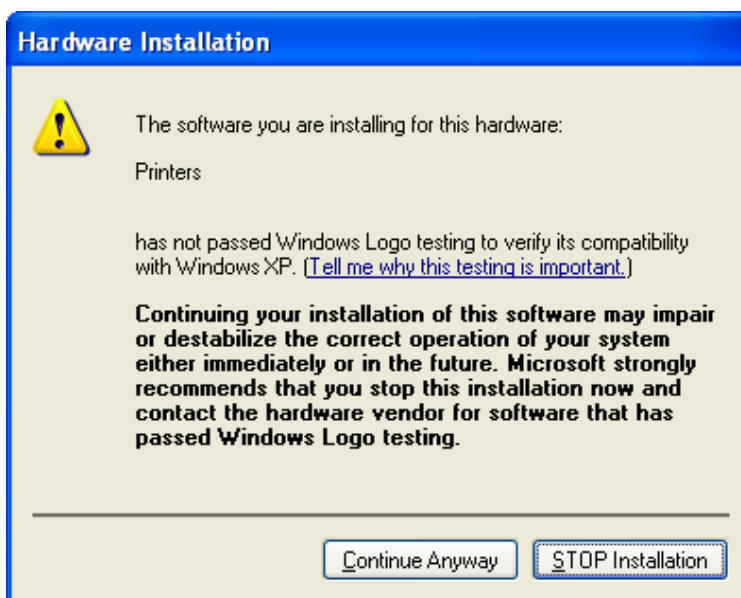 Hardware Installation
The software you are installing for this hardware:
Printers
has not passed Windows Logo testing to verify its compatibility
with Windows XP. (Tell me why this testing is important.)
Continuing your installation of this software may impair
or destabilize the correct operation of your system
either immediately or in the future. Microsoft strongly
recommends that you stop this installation now and
contact the hardware vendor for software that has
passed Windows Logo testing.
Continue Anyway STOP Installation